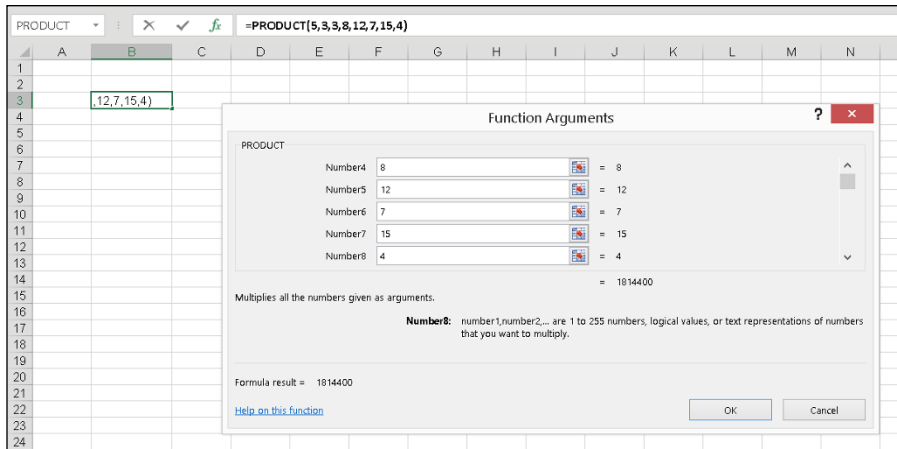 PRODUCT fx =PRODUCT(5,3,3,8,12,7,15,4)
A B C D E F G H I J K L M N
1
2
3 ,12,7,15,4)
4 Function Arguments ?
5
6 PRODUCT
7 Number4 8 = 8
8 Number5 12 = 12
9
10 Number6 7 = 7
11 Number7 15 = 15
12
13 Number8 4 = 4
14 = 1814400
15 Multiplies all the numbers given as arguments.
16
17 Number8: number1,number2,... are 1 to 255 numbers, logical values, or text representations of numbers
18 that you want to multiply.
19
20 Formula result = 1814400
21
22 Help on this function OK Cancel
23
24